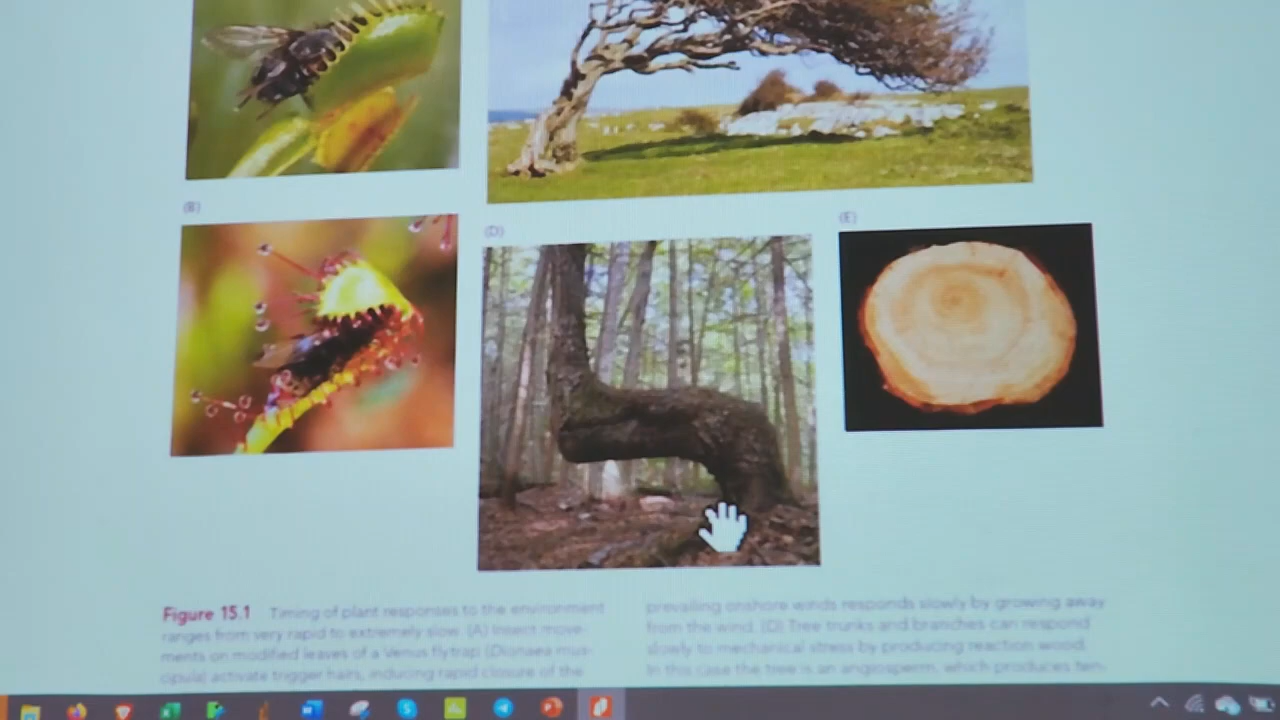 (B)
(D)
(E)
Figure 15.1 Timing of plant responses to the environment
ranges from very rapid to extremely slow. (A) Insect move-
ments on modified leaves of a Venus flytrap (Dionaea mus-
cipula) activate trigger hairs, inducing rapid closure of the
prevailing onshore winds responds slowly by growing away
from the wind. (D) Tree trunks and branches can respond
slowly to mechanical stress by producing reaction wood.
In this case the tree is an angiosperm, which produces ten-